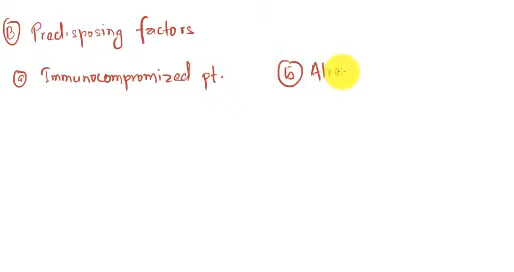 Ⓑ Predisposing factors
ⓐ Immunocompromized pt. ⓑ